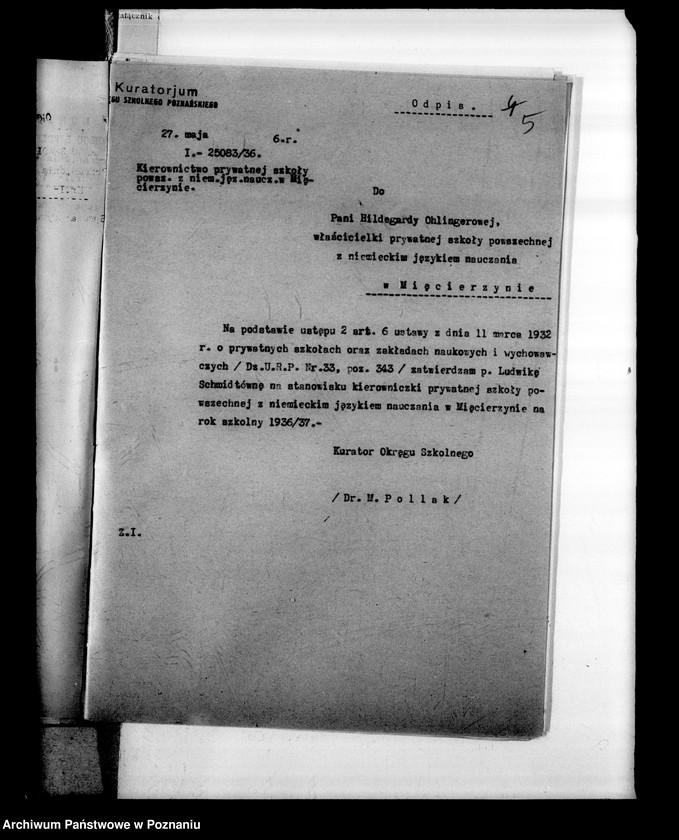 łącznik
Kuratorjum
GU SZKOLNEGO POZNAŃSKIEGO
Odpis.
4
5
27. maja 6.r.
I.- 25083/36.
Kierownictwo prywatnej szkoły
powsz. z niem.jęz.naucz.w Mię-
cierzynie.
Do
Pani Hildegardy Ohlingerowej,
właścicielki prywatnej szkoły powszechnej
z niemieckim językiem nauczania
w Mięcierzynie
Na podstawie ustępu 2 art. 6 ustawy z dnia 11 marca 1932
r. o prywatnych szkołach oraz zakładach naukowych i wychowaw-
czych / Dz.U.R.P. Nr.33, poz. 343 / zatwierdzam p. Ludwikę
Schmidtównę na stanowisku kierowniczki prywatnej szkoły po-
wszechnej z niemieckim językiem nauczania w Mięcierzynie na
rok szkolny 1936/37.-
Kurator Okręgu Szkolnego
/Dr. M. Pollak/
Z.I.
Archiwum Państwowe w Poznaniu